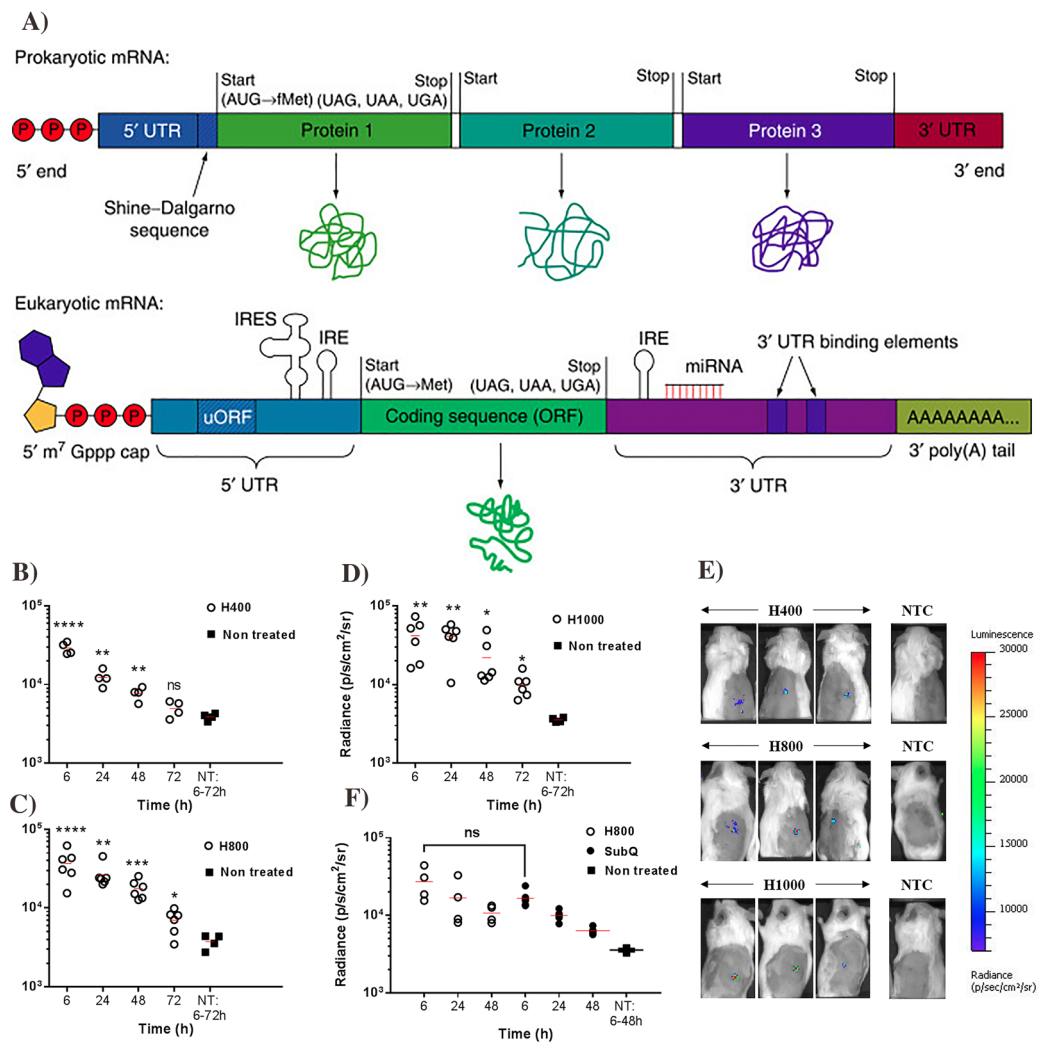 A)
Prokaryotic mRNA:
Start Stop Start Stop Start Stop
(AUG→fMet) (UAG, UAA, UGA)
P P P 5′ UTR Protein 1 Protein 2 Protein 3 3′ UTR
5′ end 3′ end
Shine–Dalgarno
sequence
Eukaryotic mRNA:
IRES
IRE IRE
Start Stop miRNA 3′ UTR binding elements
(AUG→Met) (UAG, UAA, UGA)
P P P uORF Coding sequence (ORF) AAAAAAAA...
5′ m⁷ Gppp cap 3′ poly(A) tail
5′ UTR 3′ UTR
B)
10⁵
10⁴
10³
**** ** ** ns
H400
Non treated
6 24 48 72 NT:
6-72h
Time (h)
C)
10⁵
10⁴
10³
**** ** *** *
H800
Non treated
6 24 48 72 NT:
6-72h
Time (h)
D)
Radiance (p/s/cm²/sr)
10⁵
10⁴
10³
** ** * *
H1000
Non treated
6 24 48 72 NT:
6-72h
Time (h)
F)
Radiance (p/s/cm²/sr)
10⁵
10⁴
10³
ns
H800
SubQ
Non treated
6 24 48 6 24 48 NT:
6-48h
Time (h)
E)
H400 NTC
H800 NTC
H1000 NTC
Luminescence
30000
25000
20000
15000
10000
Radiance
(p/sec/cm²/sr)